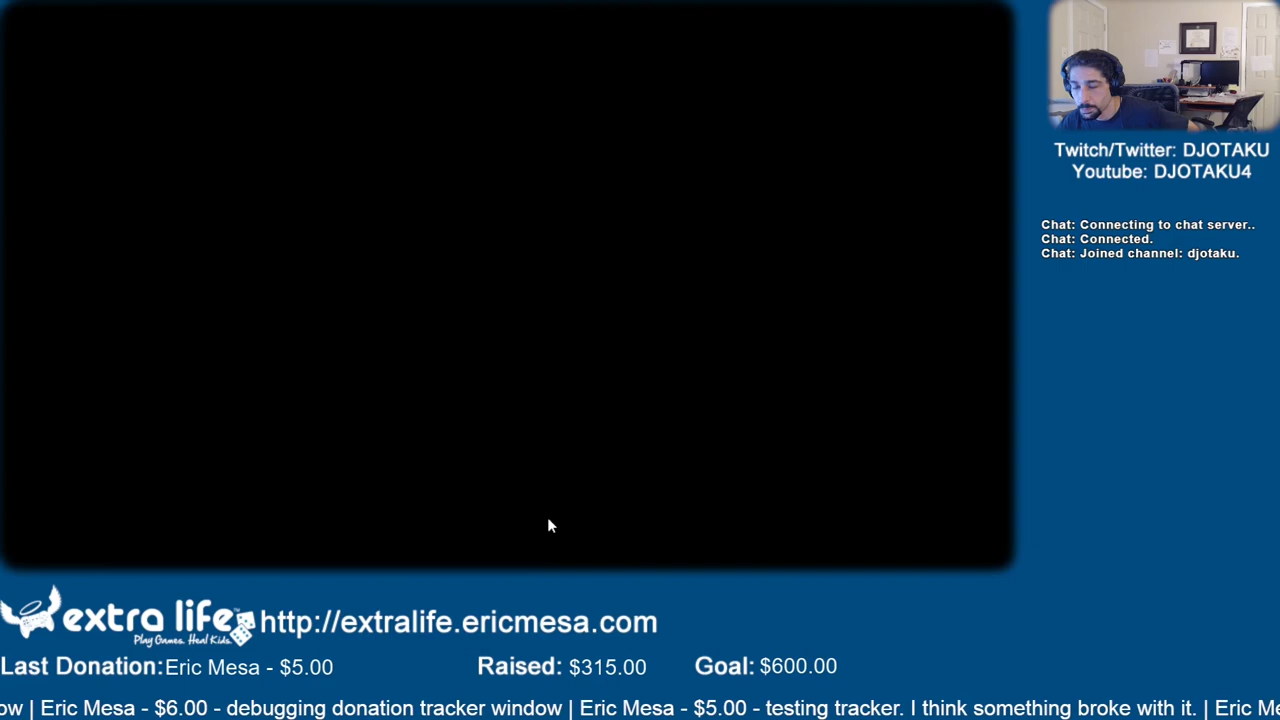 Twitch/Twitter: DJOTAKU
Youtube: DJOTAKU4
Chat: Connecting to chat server..
Chat: Connected.
Chat: Joined channel: djotaku.
extra life™
Play Games. Heal Kids.
http://extralife.ericmesa.com
Last Donation: Eric Mesa - $5.00
Raised: $315.00
Goal: $600.00
ow | Eric Mesa - $6.00 - debugging donation tracker window | Eric Mesa - $5.00 - testing tracker. I think something broke with it. | Eric Me